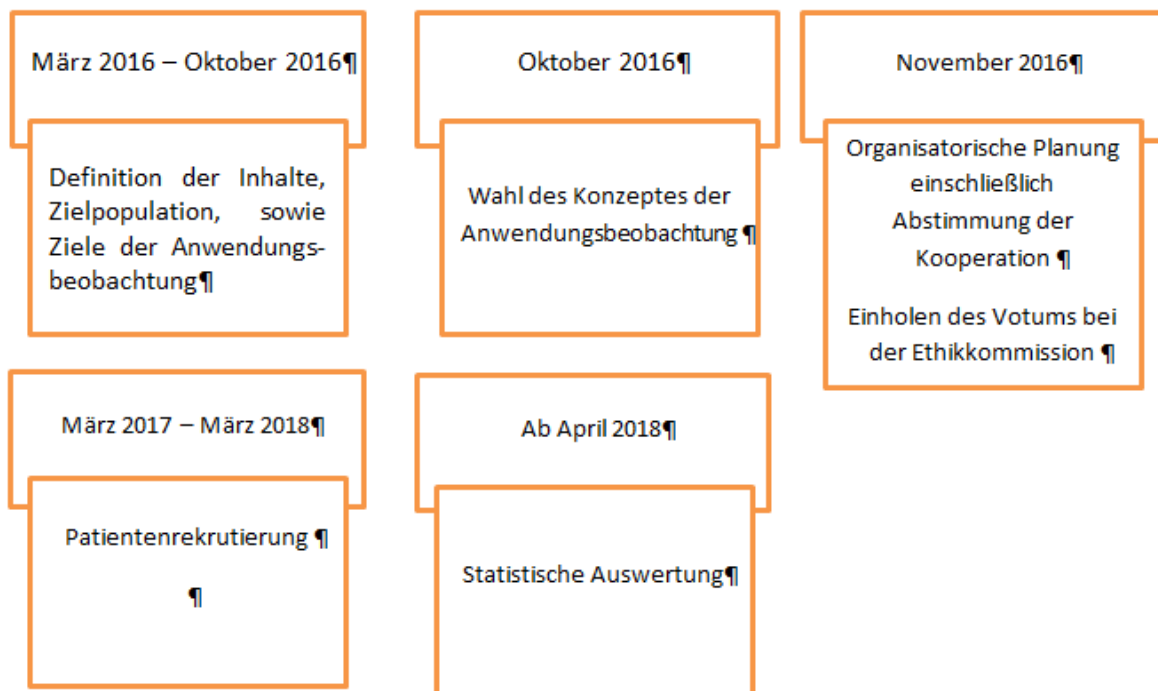 März 2016 – Oktober 2016¶
Definition der Inhalte,
Zielpopulation, sowie
Ziele der Anwendungs-
beobachtung¶
Oktober 2016¶
Wahl des Konzeptes der
Anwendungsbeobachtung ¶
November 2016¶
Organisatorische Planung
einschließlich
Abstimmung der
Kooperation ¶
Einholen des Votums bei
der Ethikkommission ¶
März 2017 – März 2018¶
Patientenrekrutierung ¶
¶
Ab April 2018¶
Statistische Auswertung¶